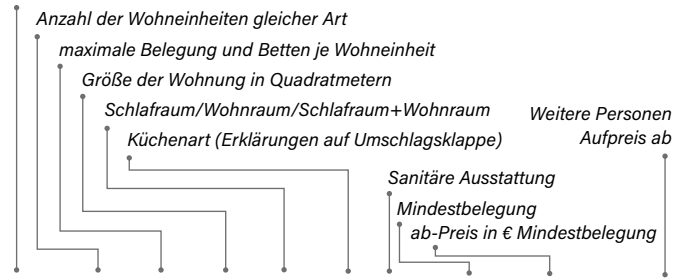 Anzahl der Wohneinheiten gleicher Art
maximale Belegung und Betten je Wohneinheit
Größe der Wohnung in Quadratmetern
Schlafraum/Wohnraum/Schlafraum+Wohnraum
Weitere Personen
Aufpreis ab
Küchenart (Erklärungen auf Umschlagsklappe)
Sanitäre Ausstattung
Mindestbelegung
ab-Preis in € Mindestbelegung